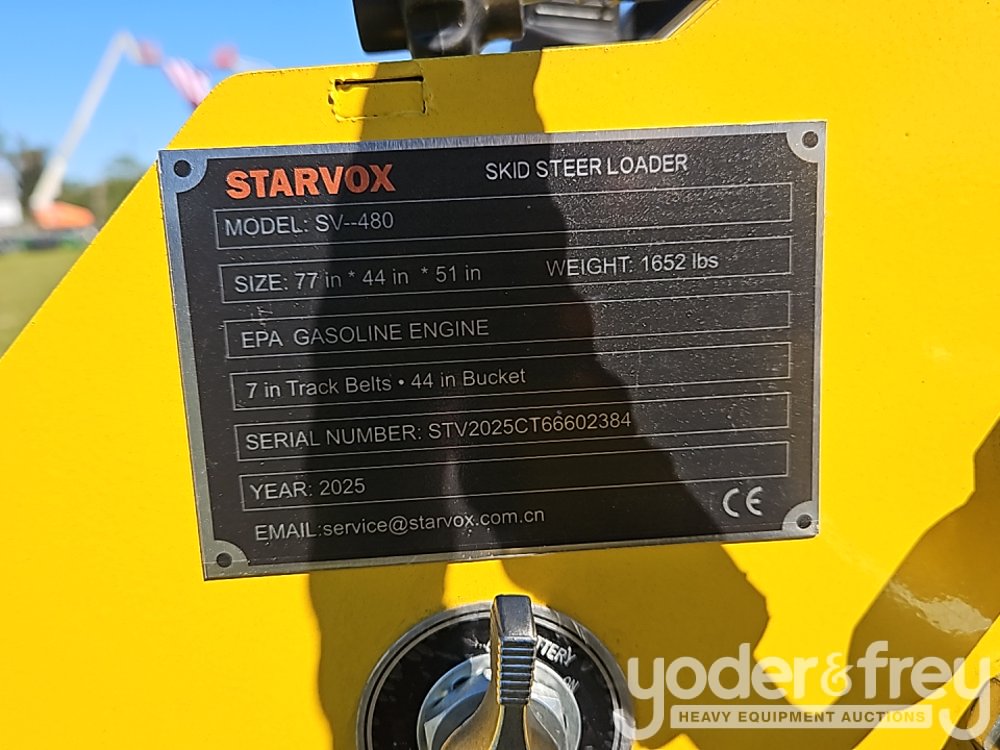 STARVOX SKID STEER LOADER
MODEL: SV--480
SIZE: 77 in * 44 in * 51 in WEIGHT: 1652 lbs
EPA GASOLINE ENGINE
7 in Track Belts • 44 in Bucket
SERIAL NUMBER: STV2025CT66602384
YEAR: 2025
EMAIL:service@starvox.com.cn
CE
ON
yoder&frey
HEAVY EQUIPMENT AUCTIONS